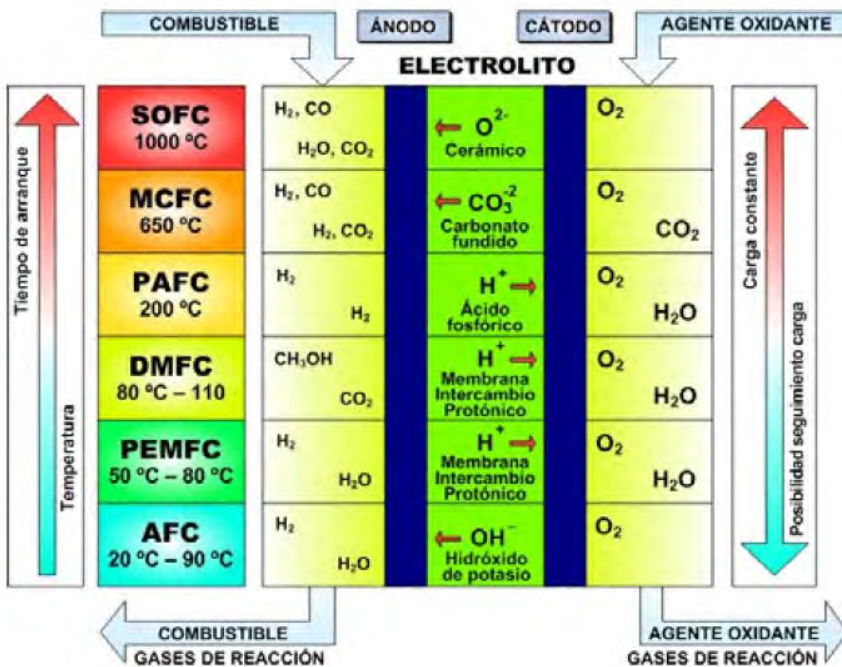 COMBUSTIBLE
ÁNODO
CÁTODO
AGENTE OXIDANTE
ELECTROLITO
Tiempo de arranque
Temperatura
SOFC
1000 ºC
H₂, CO
H₂O, CO₂
O²⁻
Cerámico
O₂
MCFC
650 ºC
H₂, CO
H₂, CO₂
CO₃⁻²
Carbonato
fundido
O₂
CO₂
PAFC
200 ºC
H₂
H₂
H⁺
Ácido
fosfórico
O₂
H₂O
DMFC
80 ºC – 110
CH₃OH
CO₂
H⁺
Membrana
Intercambio
Protónico
O₂
H₂O
PEMFC
50 ºC – 80 ºC
H₂
H₂O
H⁺
Membrana
Intercambio
Protónico
O₂
H₂O
AFC
20 ºC – 90 ºC
H₂
H₂O
OH⁻
Hidróxido
de potasio
O₂
Carga constante
Posibilidad seguimiento carga
COMBUSTIBLE
GASES DE REACCIÓN
AGENTE OXIDANTE
GASES DE REACCIÓN